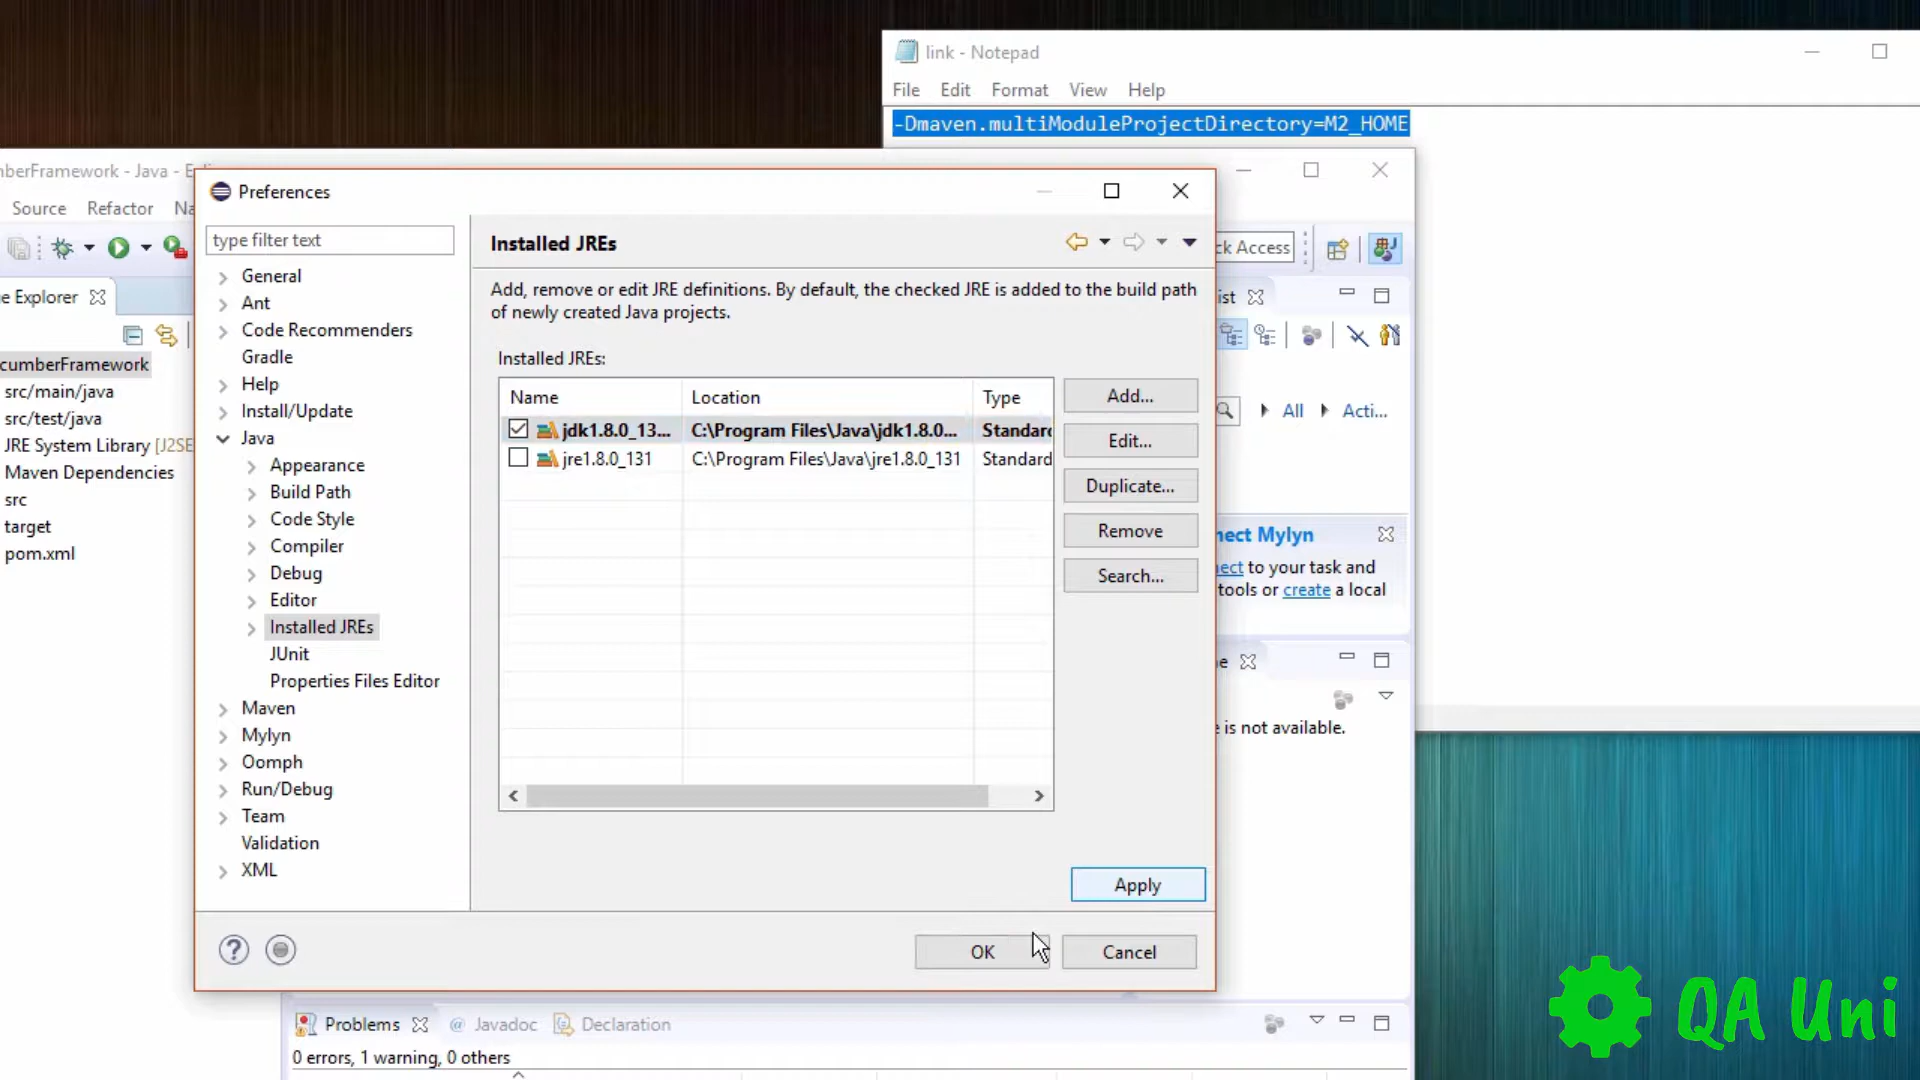 link - Notepad
File Edit Format View Help
-Dmaven.multiModuleProjectDirectory=M2_HOME
mberFramework - Java - E
Source Refactor Na
ck Access
e Explorer
cumberFramework
src/main/java
src/test/java
JRE System Library [J2SE
Maven Dependencies
src
target
pom.xml
Preferences
type filter text
General
Ant
Code Recommenders
Gradle
Help
Install/Update
Java
Appearance
Build Path
Code Style
Compiler
Debug
Editor
Installed JREs
JUnit
Properties Files Editor
Maven
Mylyn
Oomph
Run/Debug
Team
Validation
XML
Installed JREs
Add, remove or edit JRE definitions. By default, the checked JRE is added to the build path
of newly created Java projects.
Installed JREs:
Name Location Type
jdk1.8.0_13... C:\Program Files\Java\jdk1.8.0... Standard
jre1.8.0_131 C:\Program Files\Java\jre1.8.0_131 Standard
Add...
Edit...
Duplicate...
Remove
Search...
Apply
OK Cancel
ist
All Acti...
nect Mylyn
nect to your task and
tools or create a local
ne
e is not available.
Problems @ Javadoc Declaration
0 errors, 1 warning, 0 others
QA Uni